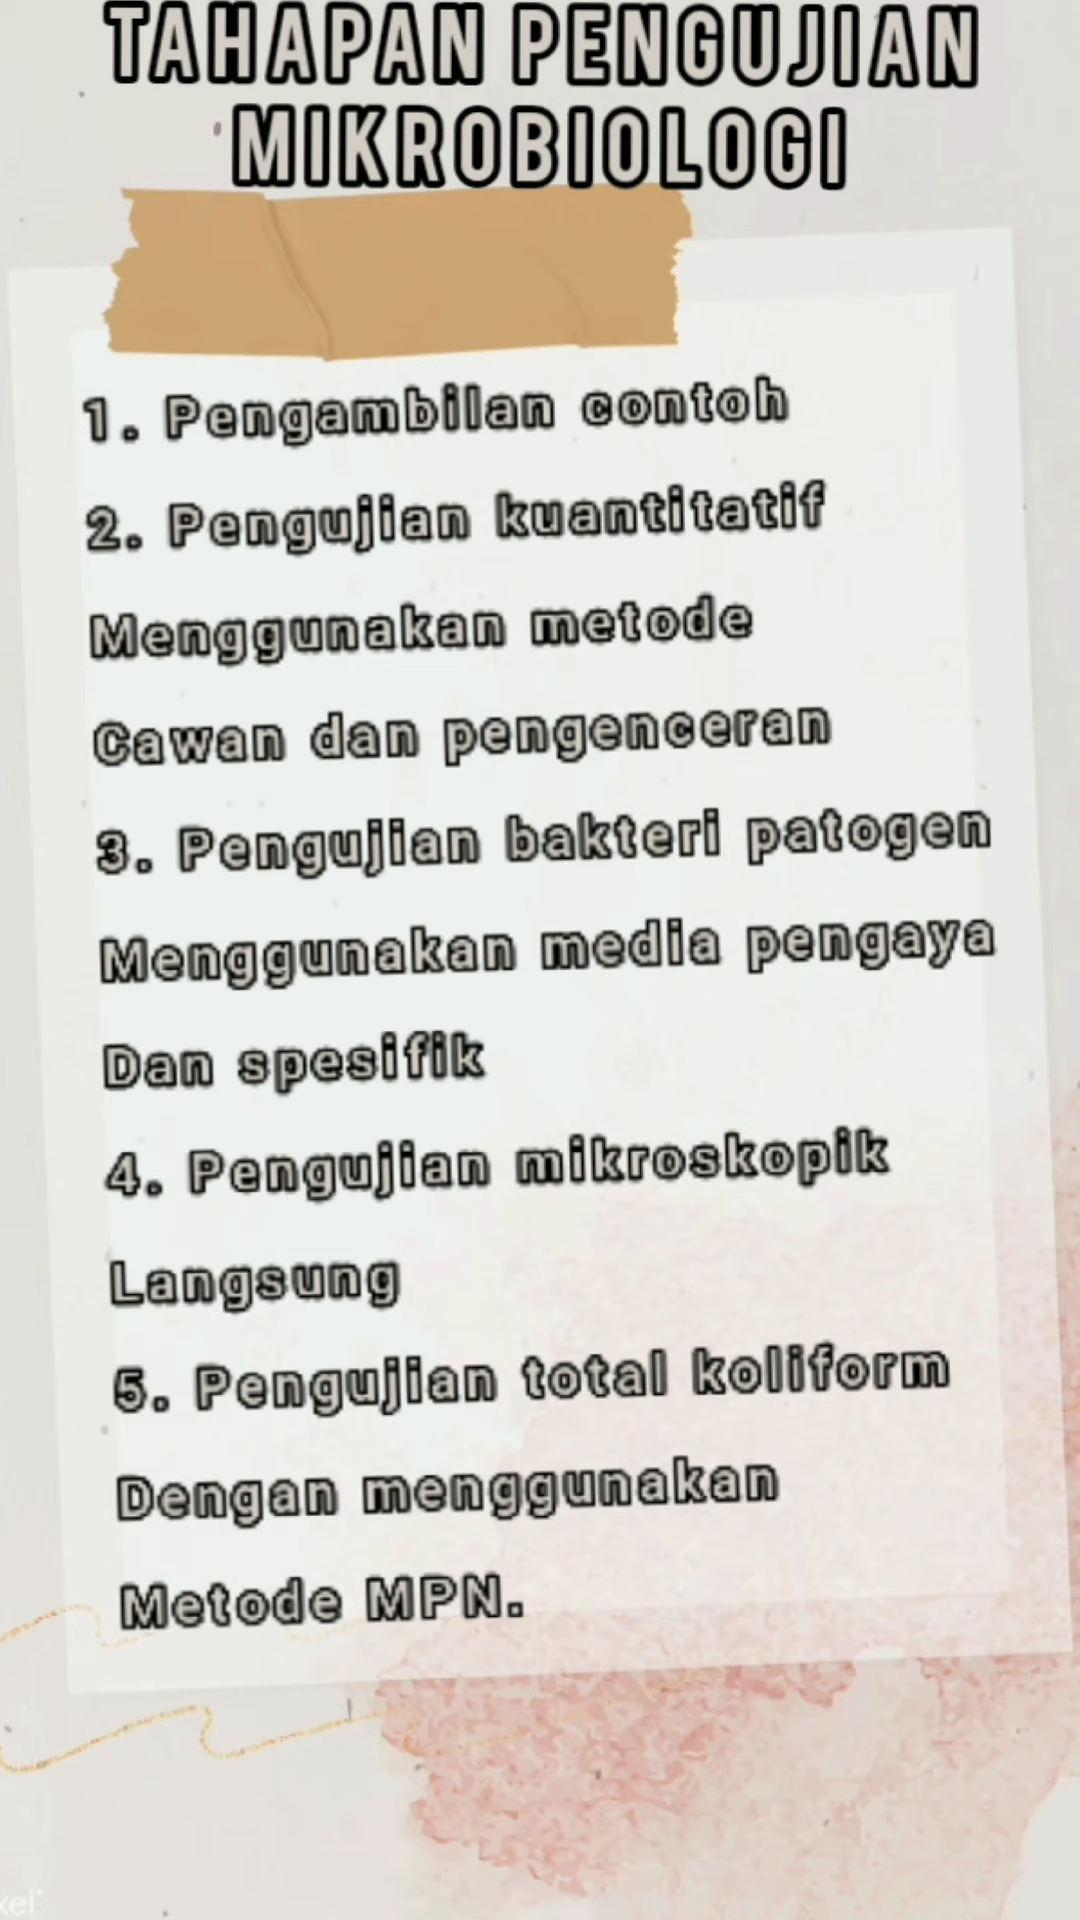 TAHAPAN PENGUJIAN
MIKROBIOLOGI
1. Pengambilan contoh
2. Pengujian kuantitatif
Menggunakan metode
Cawan dan pengenceran
3. Pengujian bakteri patogen
Menggunakan media pengaya
Dan spesifik
4. Pengujian mikroskopik
Langsung
5. Pengujian total koliform
Dengan menggunakan
Metode MPN.